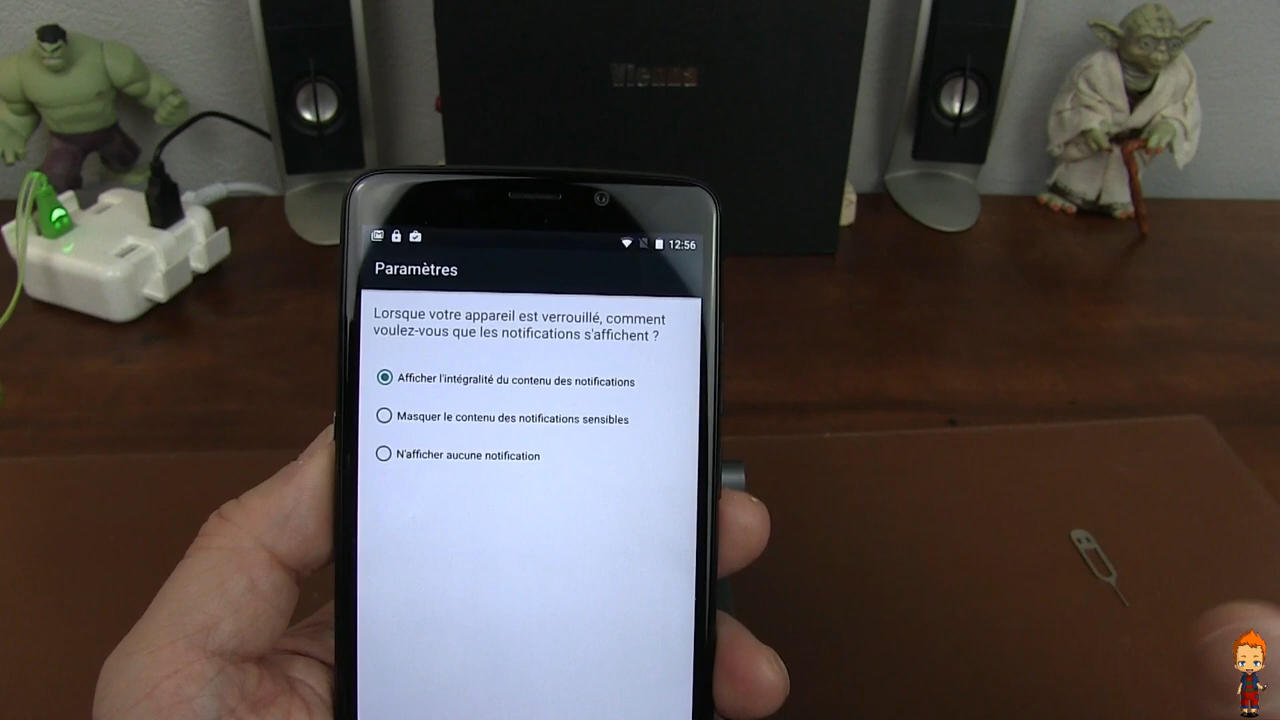 Vienna
12:56
Paramètres
Lorsque votre appareil est verrouillé, comment
voulez-vous que les notifications s'affichent ?
Afficher l'intégralité du contenu des notifications
Masquer le contenu des notifications sensibles
N'afficher aucune notification